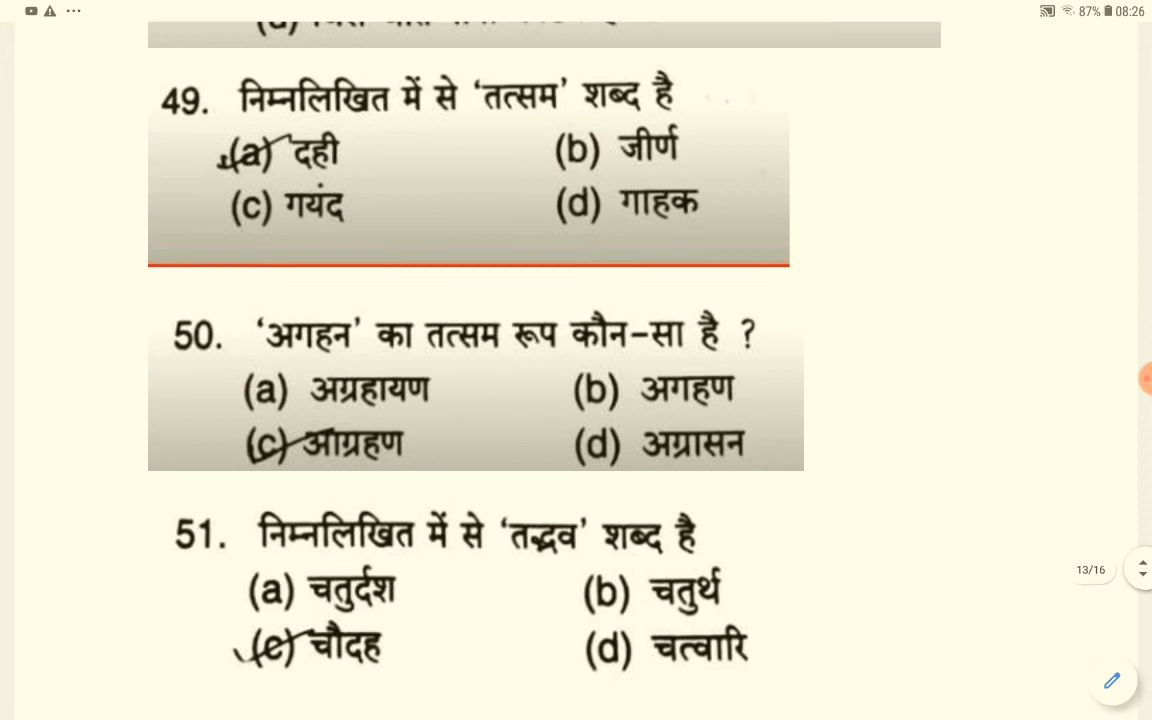 87% 08:26
49. निम्नलिखित में से ‘तत्सम’ शब्द है
(a) दही (b) जीर्ण
(c) गयंद (d) गाहक
50. ‘अगहन’ का तत्सम रूप कौन-सा है ?
(a) अग्रहायण (b) अगहण
(c) आग्रहण (d) अग्रासन
51. निम्नलिखित में से ‘तद्भव’ शब्द है
(a) चतुर्दश (b) चतुर्थ
13/16
(c) चौदह (d) चत्वारि